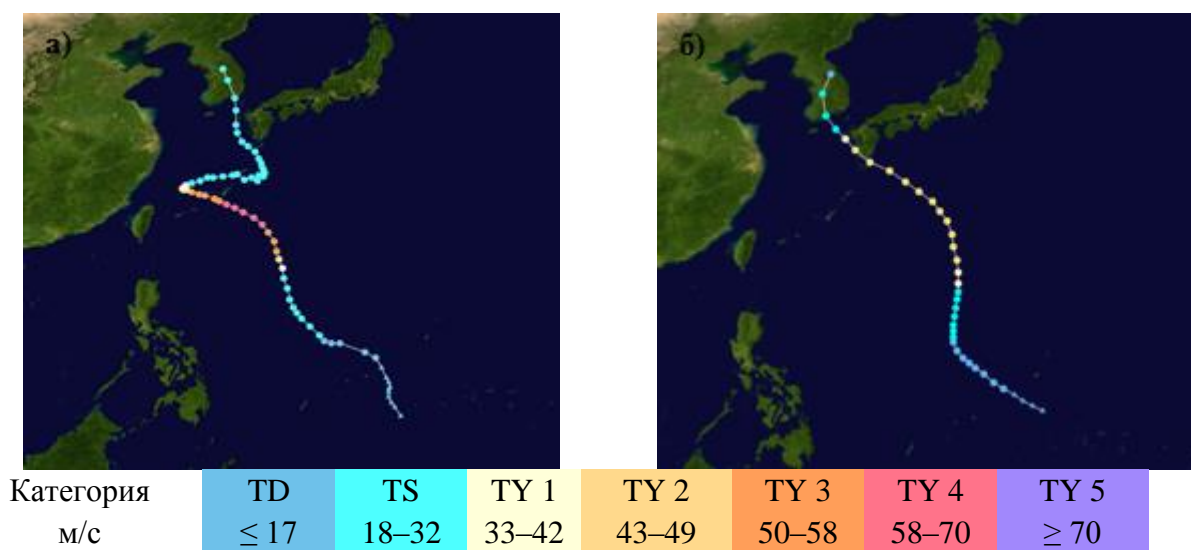 а) б)
Категория TD TS TY 1 TY 2 TY 3 TY 4 TY 5
м/с ≤ 17 18–32 33–42 43–49 50–58 58–70 ≥ 70